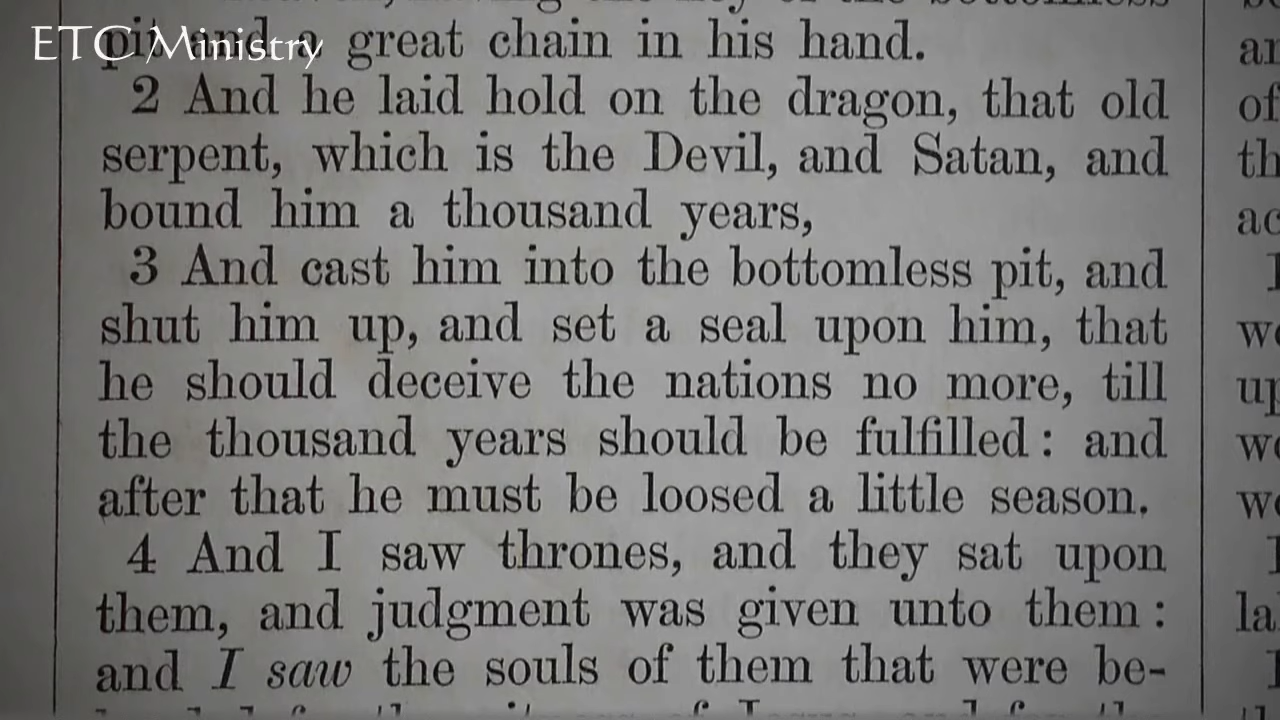 ETC Ministry
pit and a great chain in his hand.
2 And he laid hold on the dragon, that old
serpent, which is the Devil, and Satan, and
bound him a thousand years,
3 And cast him into the bottomless pit, and
shut him up, and set a seal upon him, that
he should deceive the nations no more, till
the thousand years should be fulfilled: and
after that he must be loosed a little season.
4 And I saw thrones, and they sat upon
them, and judgment was given unto them:
and I saw the souls of them that were be-